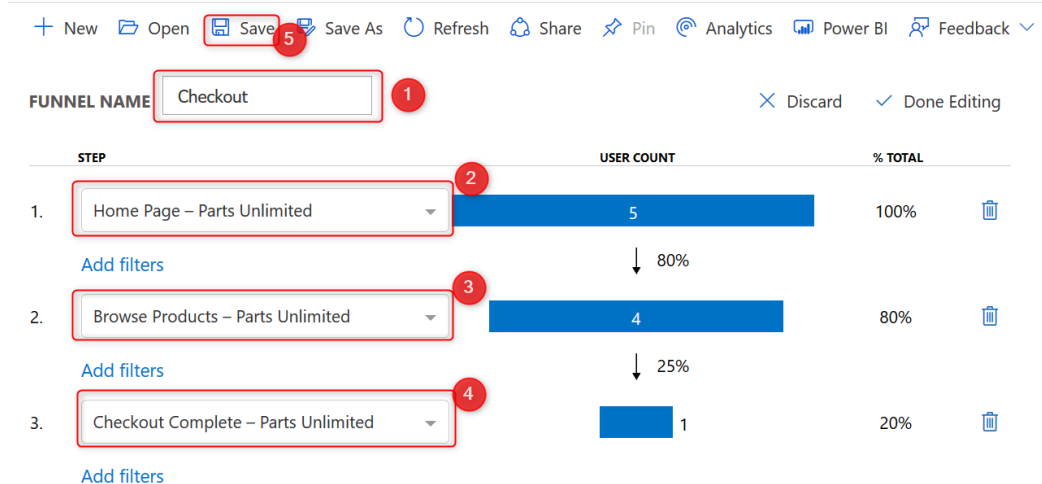 New Open Save Save As Refresh Share Pin Analytics Power BI Feedback
5
FUNNEL NAME Checkout 1 Discard Done Editing
STEP USER COUNT % TOTAL
2
1. Home Page – Parts Unlimited 5 100%
Add filters 80%
3
2. Browse Products – Parts Unlimited 4 80%
Add filters 25%
4
3. Checkout Complete – Parts Unlimited 1 20%
Add filters